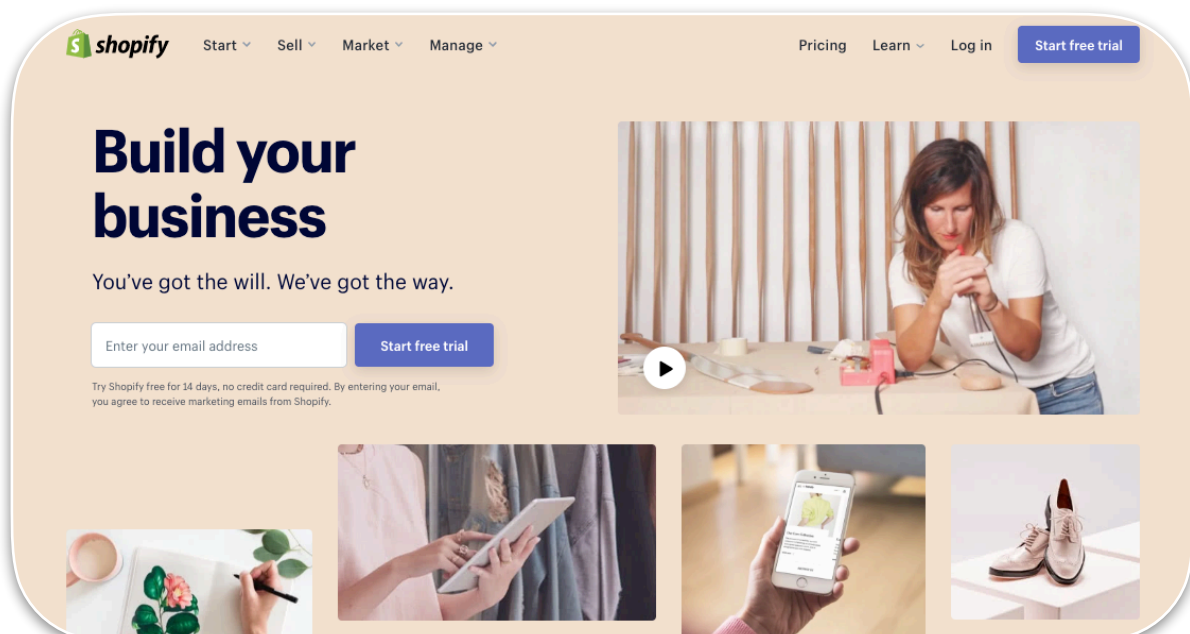 shopify
Start
Sell
Market
Manage
Pricing
Learn
Log in
Start free trial
Build your
business
You've got the will. We've got the way.
Enter your email address
Start free trial
Try Shopify free for 14 days, no credit card required. By entering your email,
you agree to receive marketing emails from Shopify.